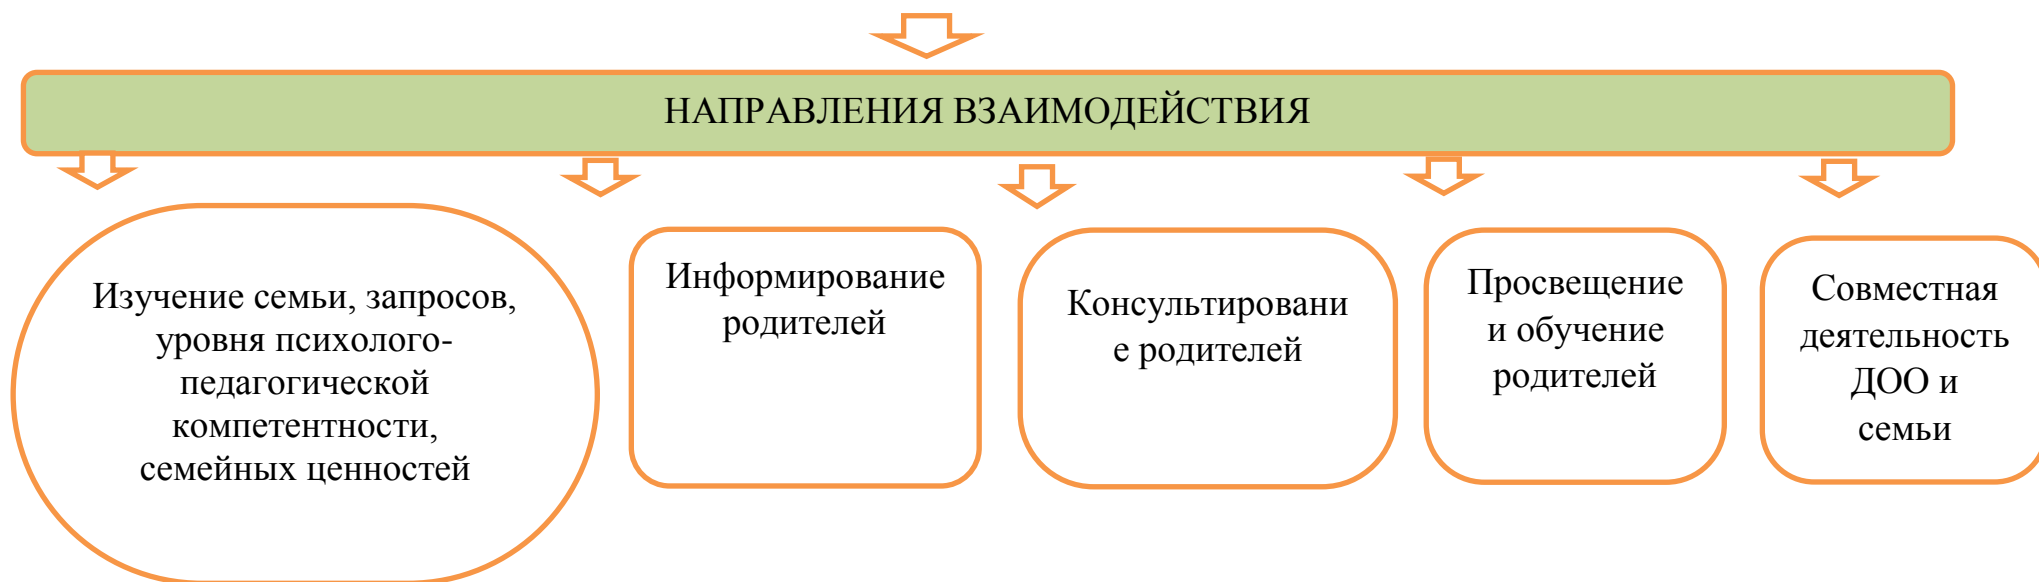 НАПРАВЛЕНИЯ ВЗАИМОДЕЙСТВИЯ
Изучение семьи, запросов,
уровня психолого-
педагогической
компетентности,
семейных ценностей
Информирование
родителей
Консультировани
е родителей
Просвещение
и обучение
родителей
Совместная
деятельность
ДОО и
семьи